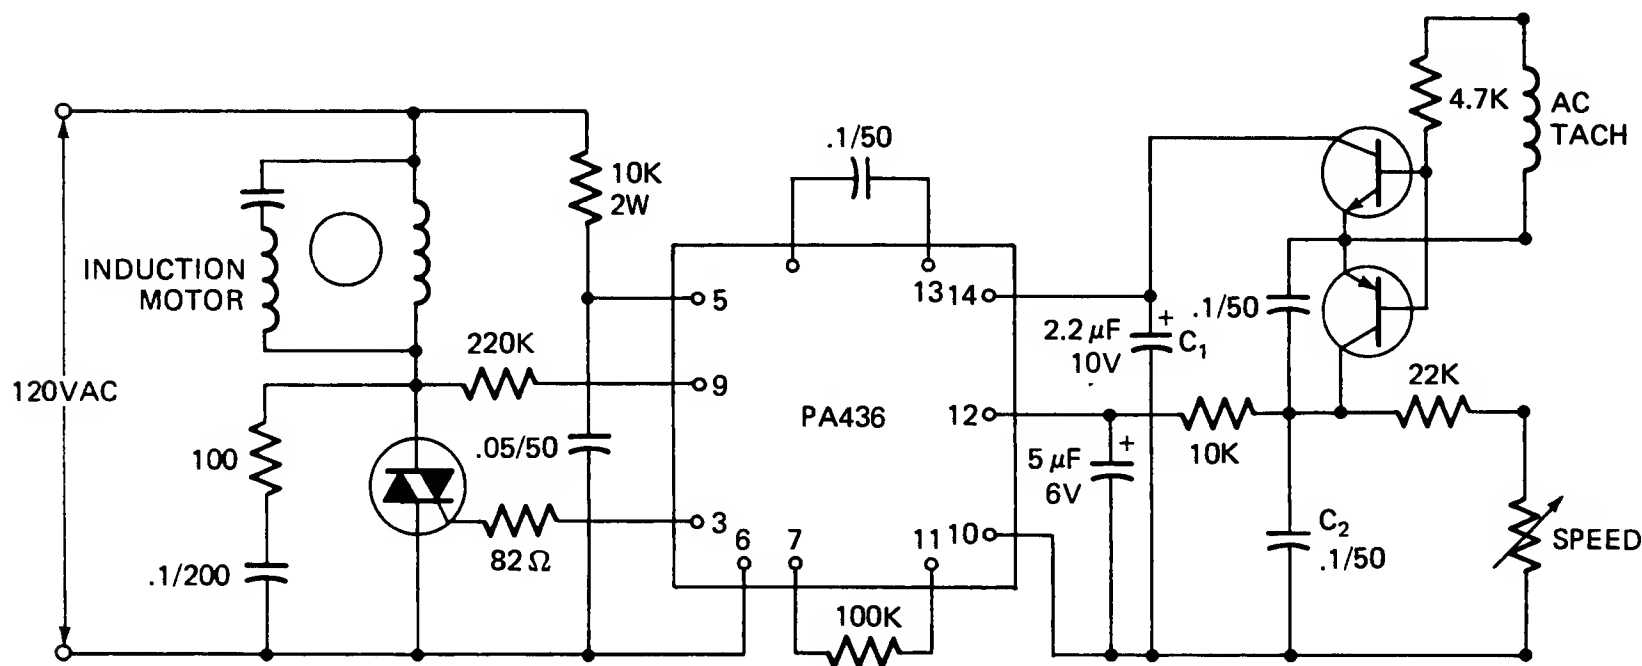 120VAC
INDUCTION
MOTOR
10K
2W
220K
100
.1/200
.05/50
82 Ω
.1/50
PA436
5
9
3
6
7
11
10
12
13
14
100K
2.2 μF
10V
C₁
5 μF
6V
10K
.1/50
C₂
.1/50
22K
4.7K
AC
TACH
SPEED